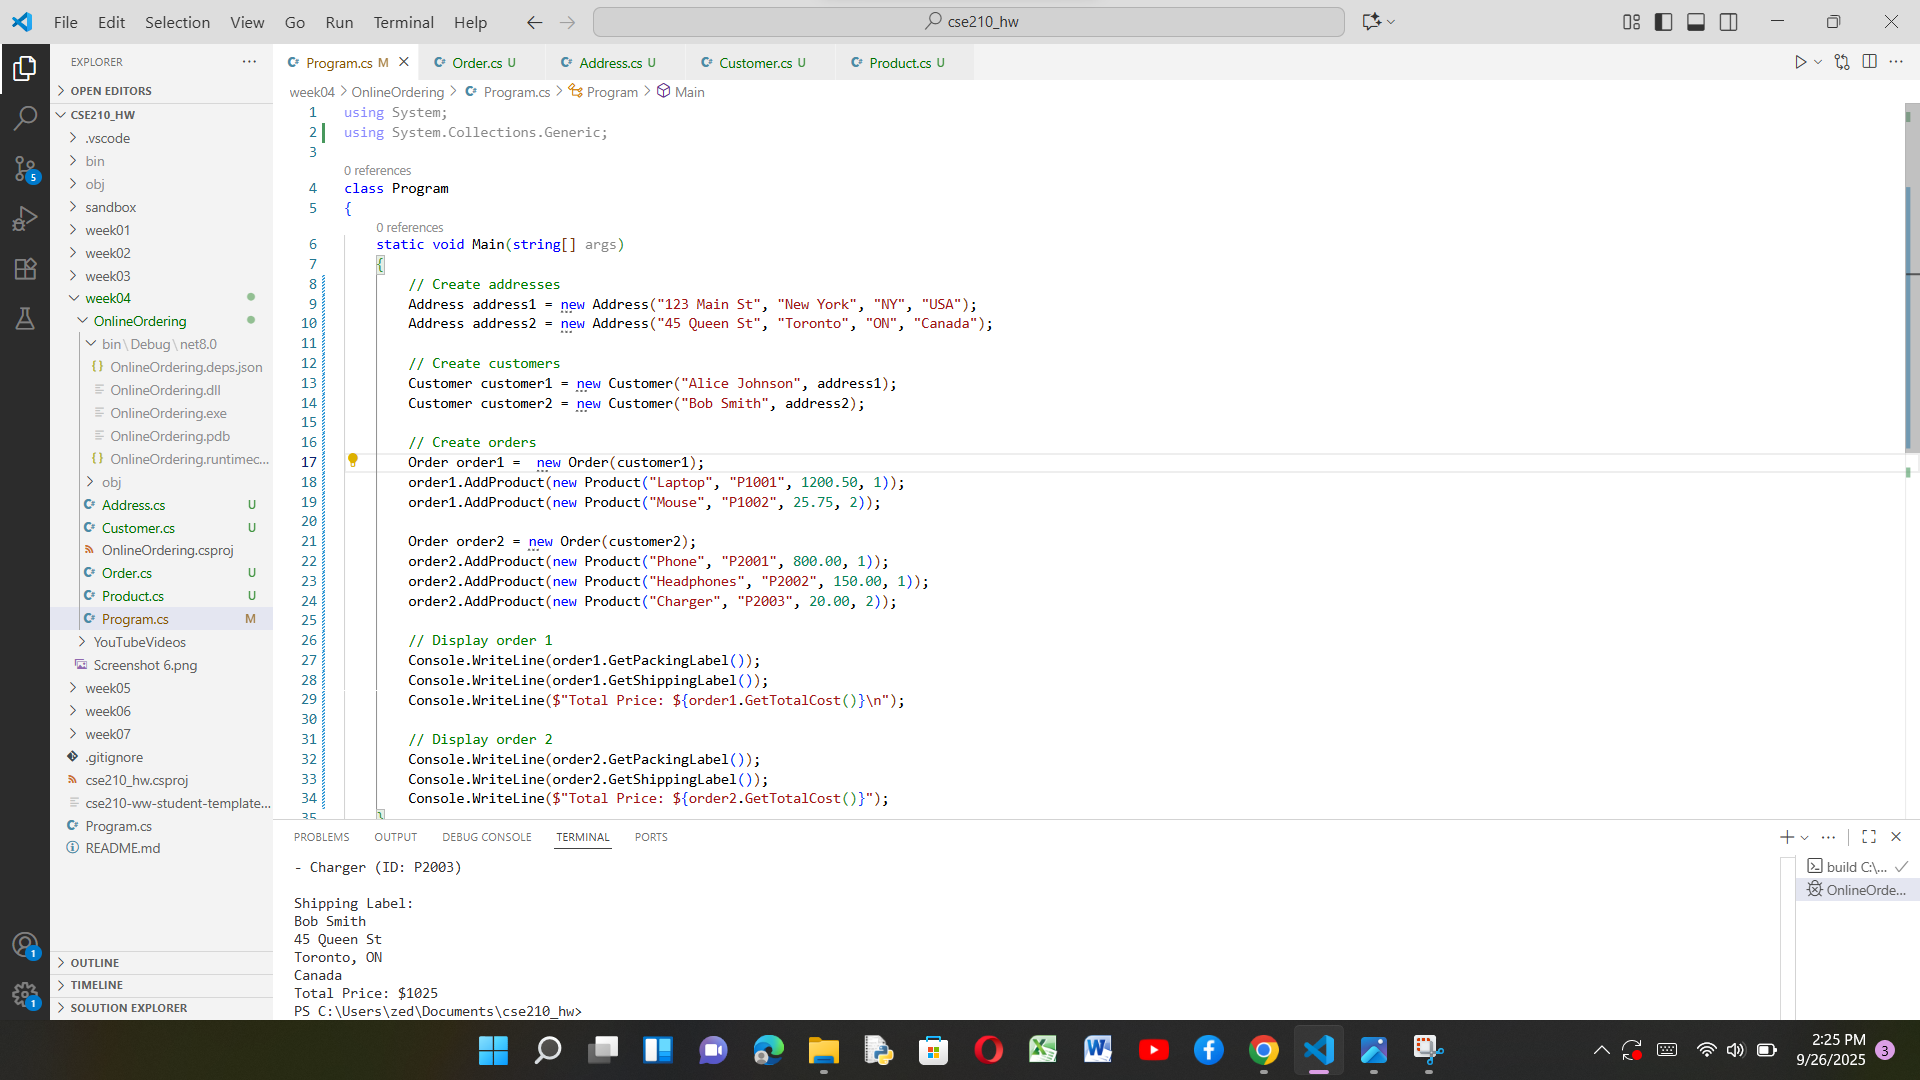 File Edit Selection View Go Run Terminal Help
cse210_hw
EXPLORER
OPEN EDITORS
CSE210_HW
.vscode
bin
obj
sandbox
week01
week02
week03
week04
OnlineOrdering
bin\Debug\net8.0
OnlineOrdering.deps.json
OnlineOrdering.dll
OnlineOrdering.exe
OnlineOrdering.pdb
OnlineOrdering.runtimec...
obj
Address.cs U
Customer.cs U
OnlineOrdering.csproj
Order.cs U
Product.cs U
Program.cs M
YouTubeVideos
Screenshot 6.png
week05
week06
week07
.gitignore
cse210_hw.csproj
cse210-ww-student-template...
Program.cs
README.md
OUTLINE
TIMELINE
SOLUTION EXPLORER
5
1
1
Program.cs M Order.cs U Address.cs U Customer.cs U Product.cs U
week04 > OnlineOrdering > Program.cs > Program > Main
1 using System;
2 using System.Collections.Generic;
3
0 references
4 class Program
5 {
0 references
6 static void Main(string[] args)
7 {
8 // Create addresses
9 Address address1 = new Address("123 Main St", "New York", "NY", "USA");
10 Address address2 = new Address("45 Queen St", "Toronto", "ON", "Canada");
11
12 // Create customers
13 Customer customer1 = new Customer("Alice Johnson", address1);
14 Customer customer2 = new Customer("Bob Smith", address2);
15
16 // Create orders
17 Order order1 =  new Order(customer1);
18 order1.AddProduct(new Product("Laptop", "P1001", 1200.50, 1));
19 order1.AddProduct(new Product("Mouse", "P1002", 25.75, 2));
20
21 Order order2 = new Order(customer2);
22 order2.AddProduct(new Product("Phone", "P2001", 800.00, 1));
23 order2.AddProduct(new Product("Headphones", "P2002", 150.00, 1));
24 order2.AddProduct(new Product("Charger", "P2003", 20.00, 2));
25
26 // Display order 1
27 Console.WriteLine(order1.GetPackingLabel());
28 Console.WriteLine(order1.GetShippingLabel());
29 Console.WriteLine($"Total Price: ${order1.GetTotalCost()}\n");
30
31 // Display order 2
32 Console.WriteLine(order2.GetPackingLabel());
33 Console.WriteLine(order2.GetShippingLabel());
34 Console.WriteLine($"Total Price: ${order2.GetTotalCost()}");
35 }
PROBLEMS OUTPUT DEBUG CONSOLE TERMINAL PORTS
- Charger (ID: P2003)
Shipping Label:
Bob Smith
45 Queen St
Toronto, ON
Canada
Total Price: $1025
PS C:\Users\zed\Documents\cse210_hw>
build C:\...
OnlineOrde...
2:25 PM
9/26/2025
3